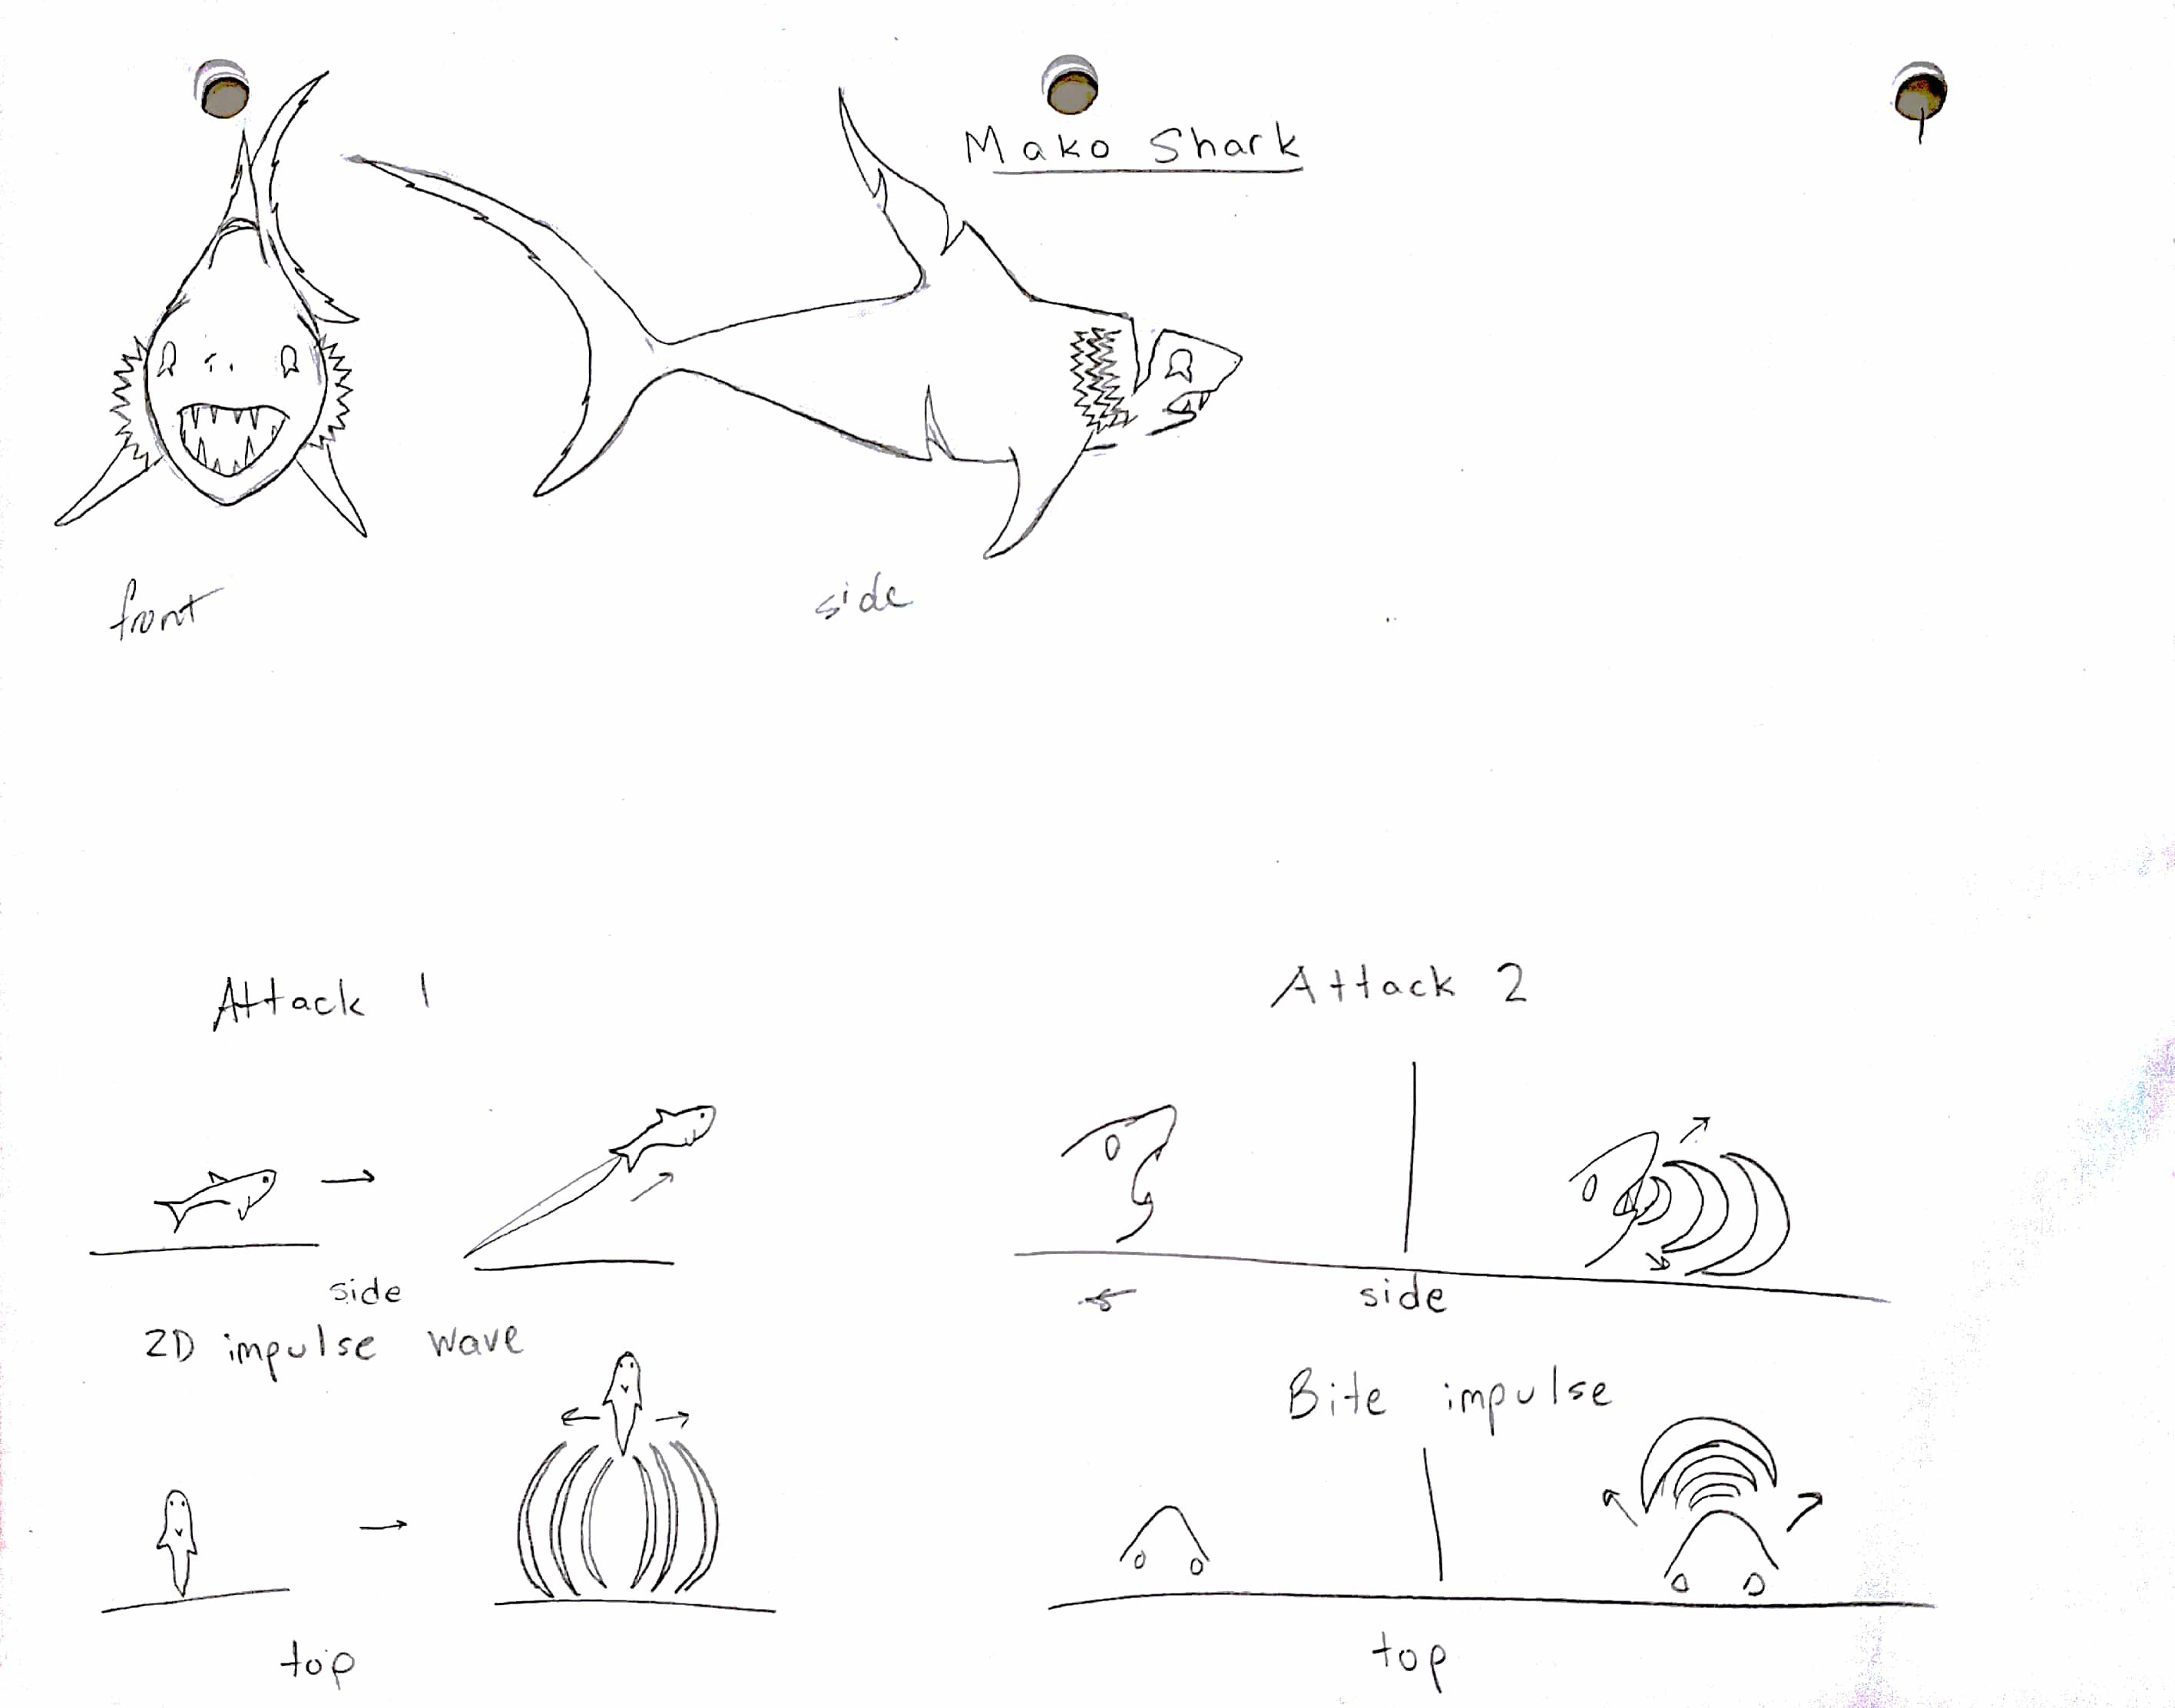 Mako Shark
front
side
Attack 1
side
2D impulse wave
top
Attack 2
side
Bite impulse
top